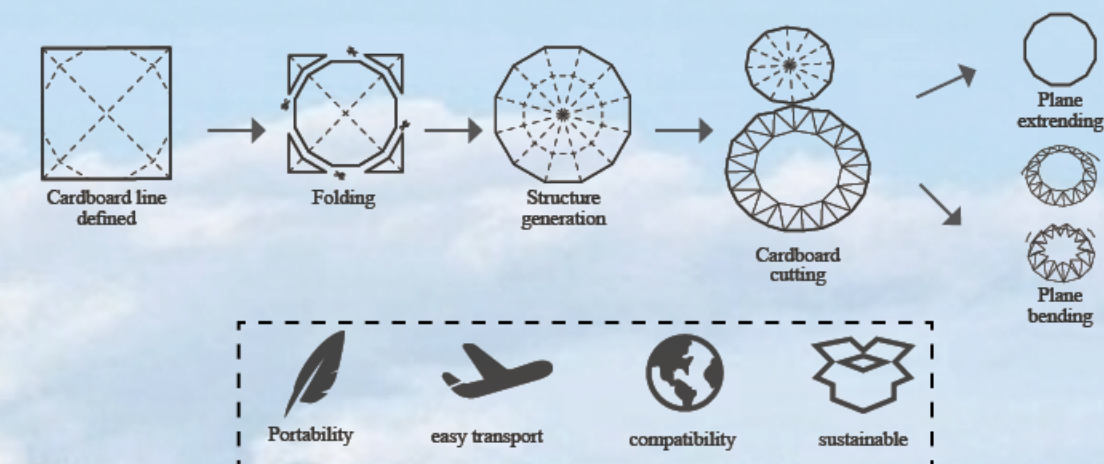 Cardboard line
defined
Folding
Structure
generation
Cardboard
cutting
Plane
extrending
Plane
bending
Portability
easy transport
compatibility
sustainable